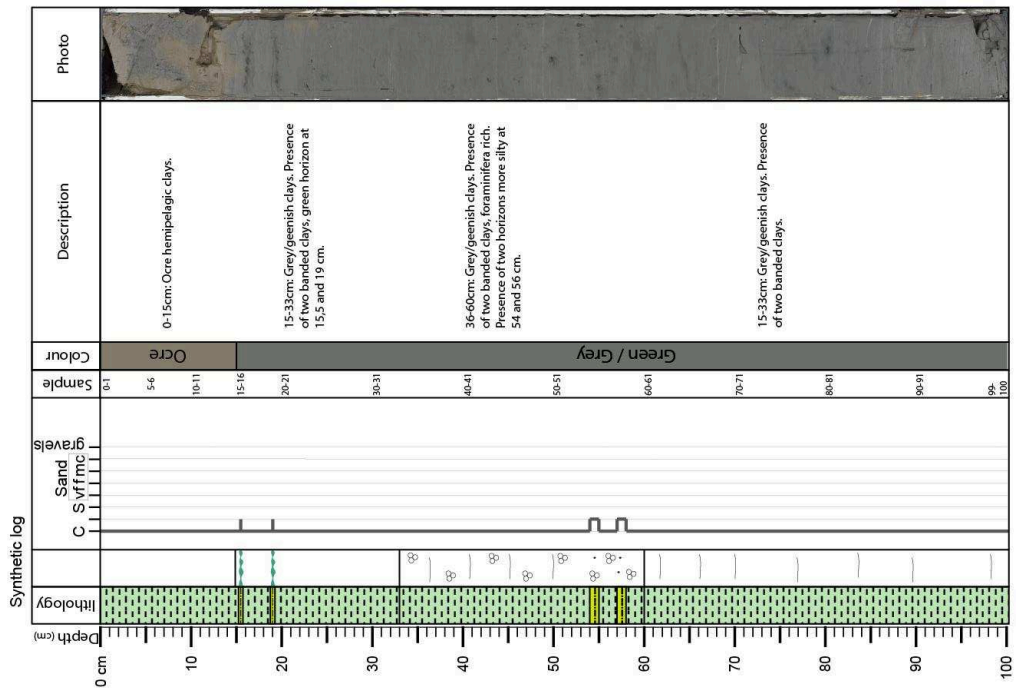 Synthetic log
Depth (cm)
lithology
C S vf f m c gravels
Sand
Sample
Colour
Description
Photo
0 cm
10
20
30
40
50
60
70
80
90
100
0-1
5-6
10-11
15-16
20-21
30-31
40-41
50-51
60-61
70-71
80-81
90-91
99-
100
Ocre
Green / Grey
0-15cm: Ocre hemipelagic clays.
15-33cm: Grey/geenish clays. Presence
of two banded clays, green horizon at
15,5 and 19 cm.
36-60cm: Grey/geenish clays. Presence
of two banded clays, foraminifera rich.
Presence of two horizons more silty at
54 and 56 cm.
15-33cm: Grey/geenish clays. Presence
of two banded clays.